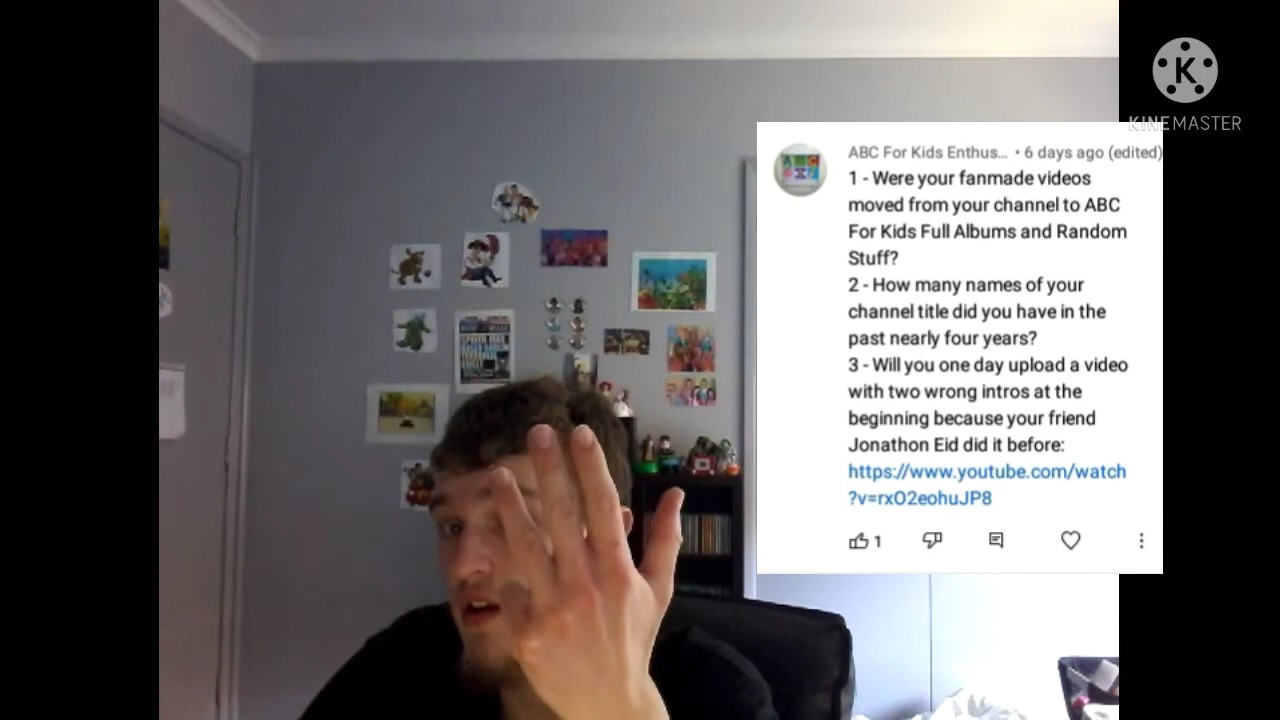 K
KINEMASTER
ABC For Kids Enthus... • 6 days ago (edited)
1 - Were your fanmade videos
moved from your channel to ABC
For Kids Full Albums and Random
Stuff?
2 - How many names of your
channel title did you have in the
past nearly four years?
3 - Will you one day upload a video
with two wrong intros at the
beginning because your friend
Jonathon Eid did it before:
https://www.youtube.com/watch
?v=rxO2eohuJP8
1